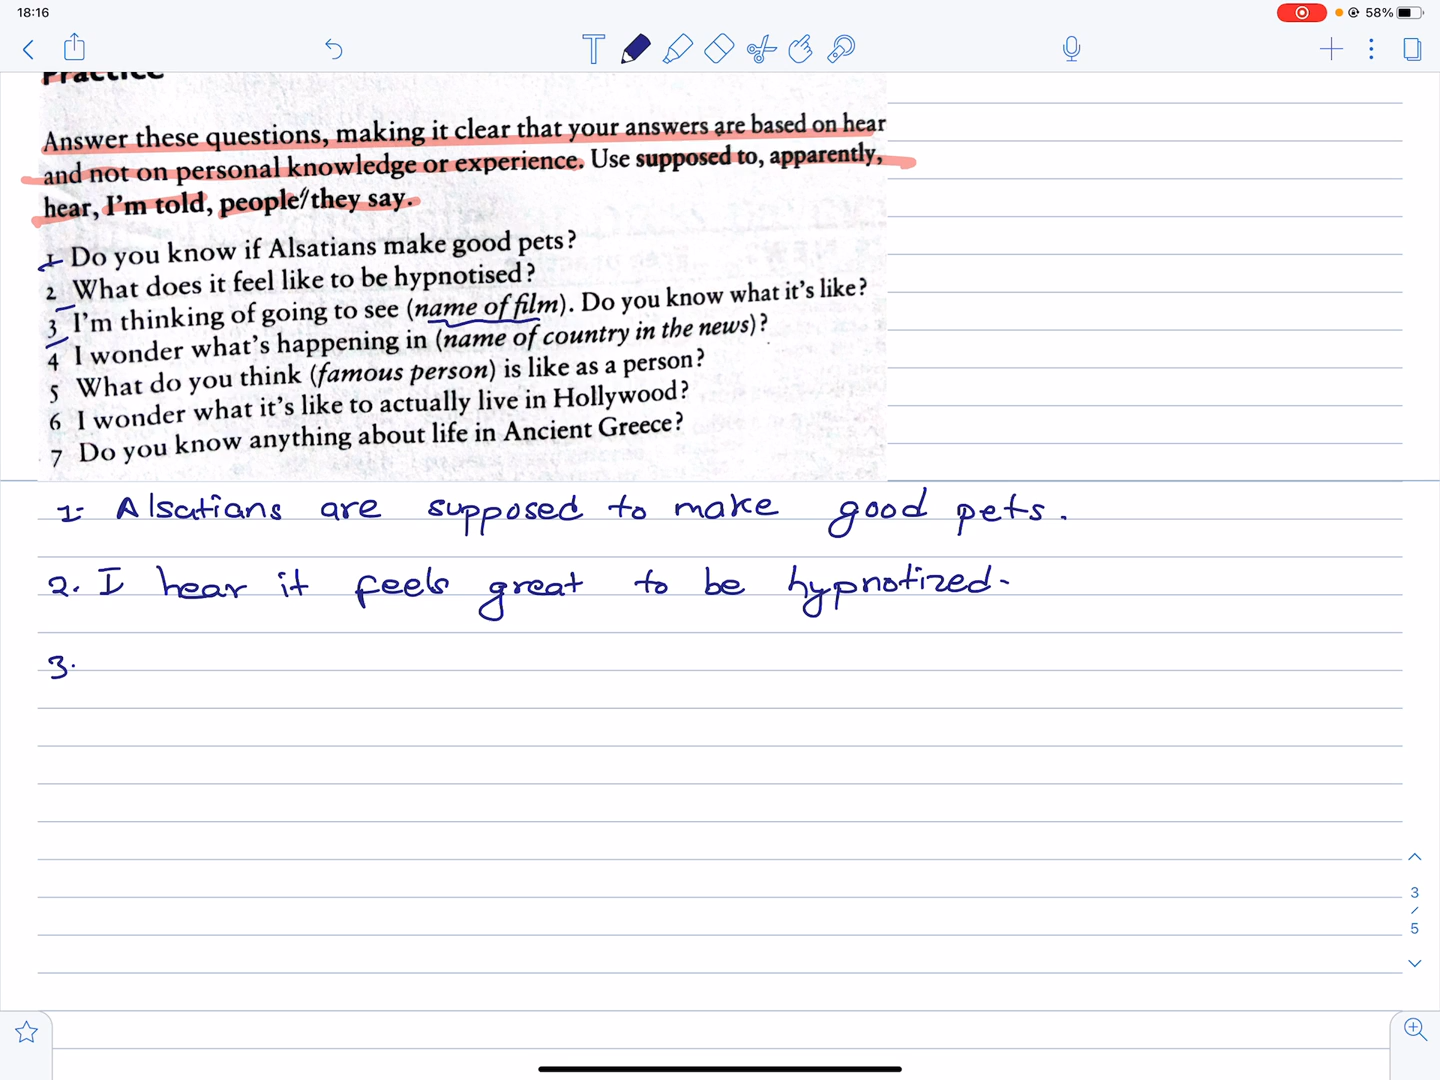 18:16
58%
Practice
Answer these questions, making it clear that your answers are based on hear
and not on personal knowledge or experience. Use supposed to, apparently,
hear, I'm told, people/they say.
1 Do you know if Alsatians make good pets?
2 What does it feel like to be hypnotised?
3 I'm thinking of going to see (name of film). Do you know what it's like?
4 I wonder what's happening in (name of country in the news)?
5 What do you think (famous person) is like as a person?
6 I wonder what it's like to actually live in Hollywood?
7 Do you know anything about life in Ancient Greece?
1- Alsatians are supposed to make good pets.
2. I hear it feels great to be hypnotized-
3.
3
/
5